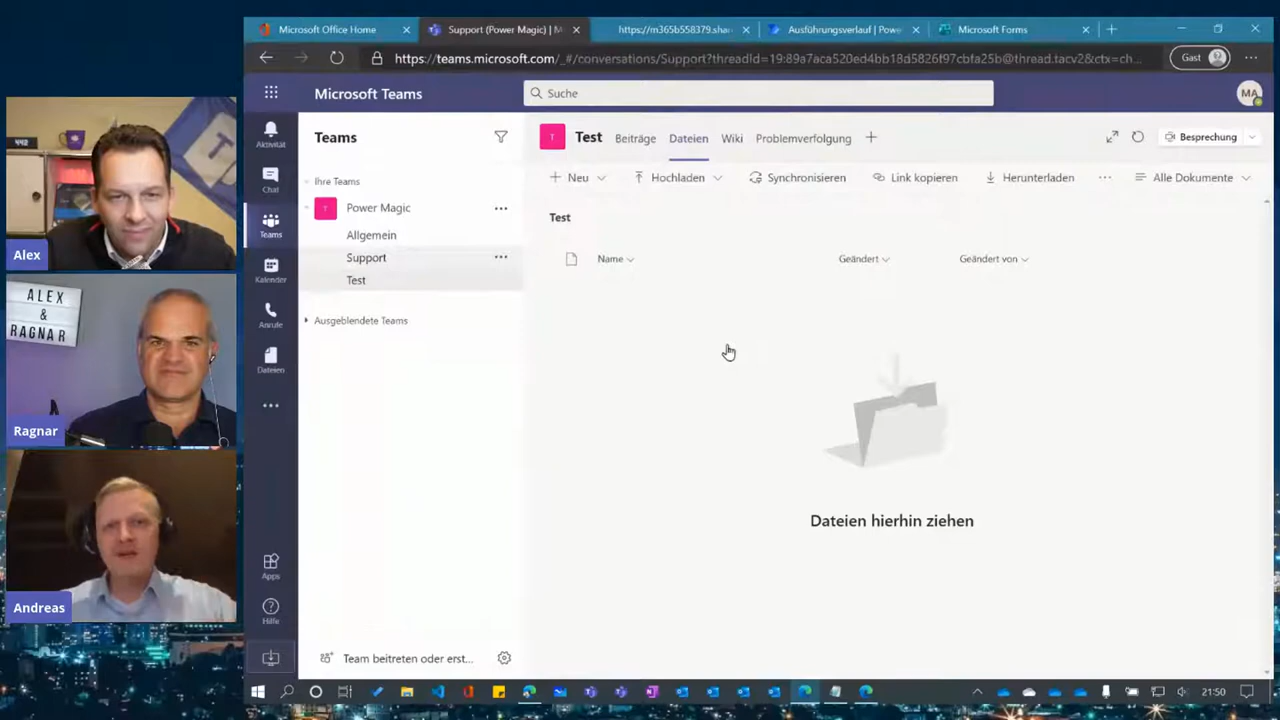 Microsoft Office Home
Support (Power Magic) | M
https://m365b558379.shar
Ausführungsverlauf | Powe
Microsoft Forms
https://teams.microsoft.com/_#/conversations/Support?threadId=19:89a7aca520ed4bb18d5826f97cbfa25b@thread.tacv2&ctx=ch...
Gast
Microsoft Teams
Suche
MA
Aktivität
Chat
Teams
Kalender
Anrufe
Dateien
Apps
Hilfe
Teams
Ihre Teams
T
Power Magic
Allgemein
Support
Test
Ausgeblendete Teams
Team beitreten oder erst...
T
Test
Beiträge
Dateien
Wiki
Problemverfolgung
Besprechung
Neu
Hochladen
Synchronisieren
Link kopieren
Herunterladen
Alle Dokumente
Test
Name
Geändert
Geändert von
Dateien hierhin ziehen
21:50
442
Alex
ALEX
&
RAGNAR
Ragnar
Andreas